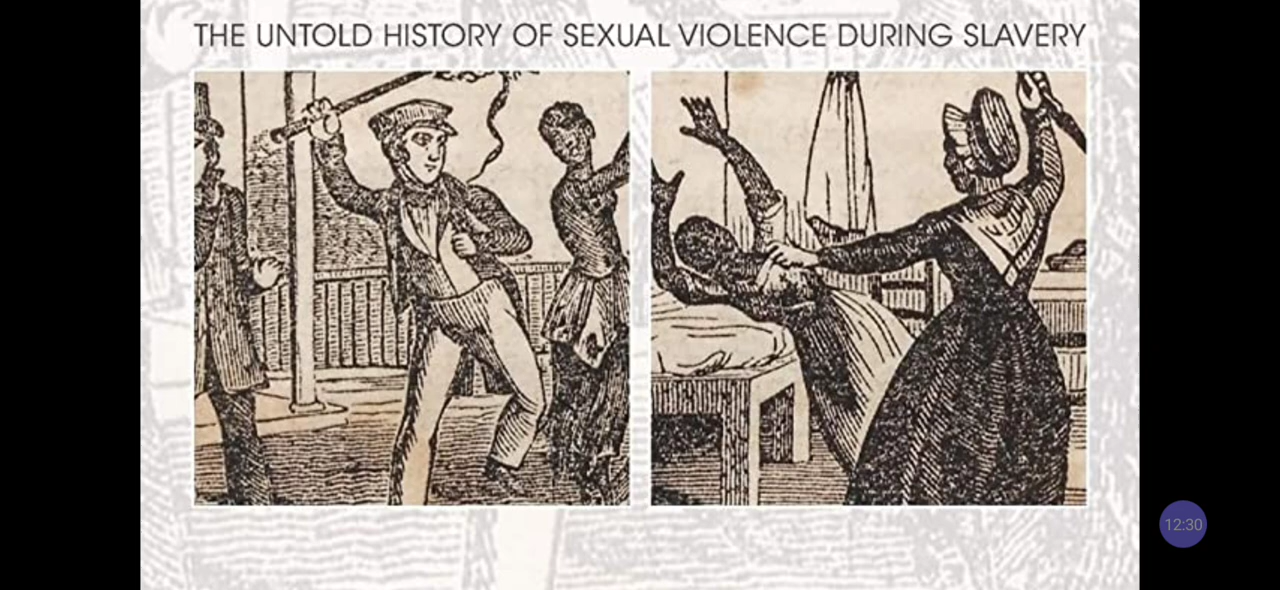 THE UNTOLD HISTORY OF SEXUAL VIOLENCE DURING SLAVERY
12:30